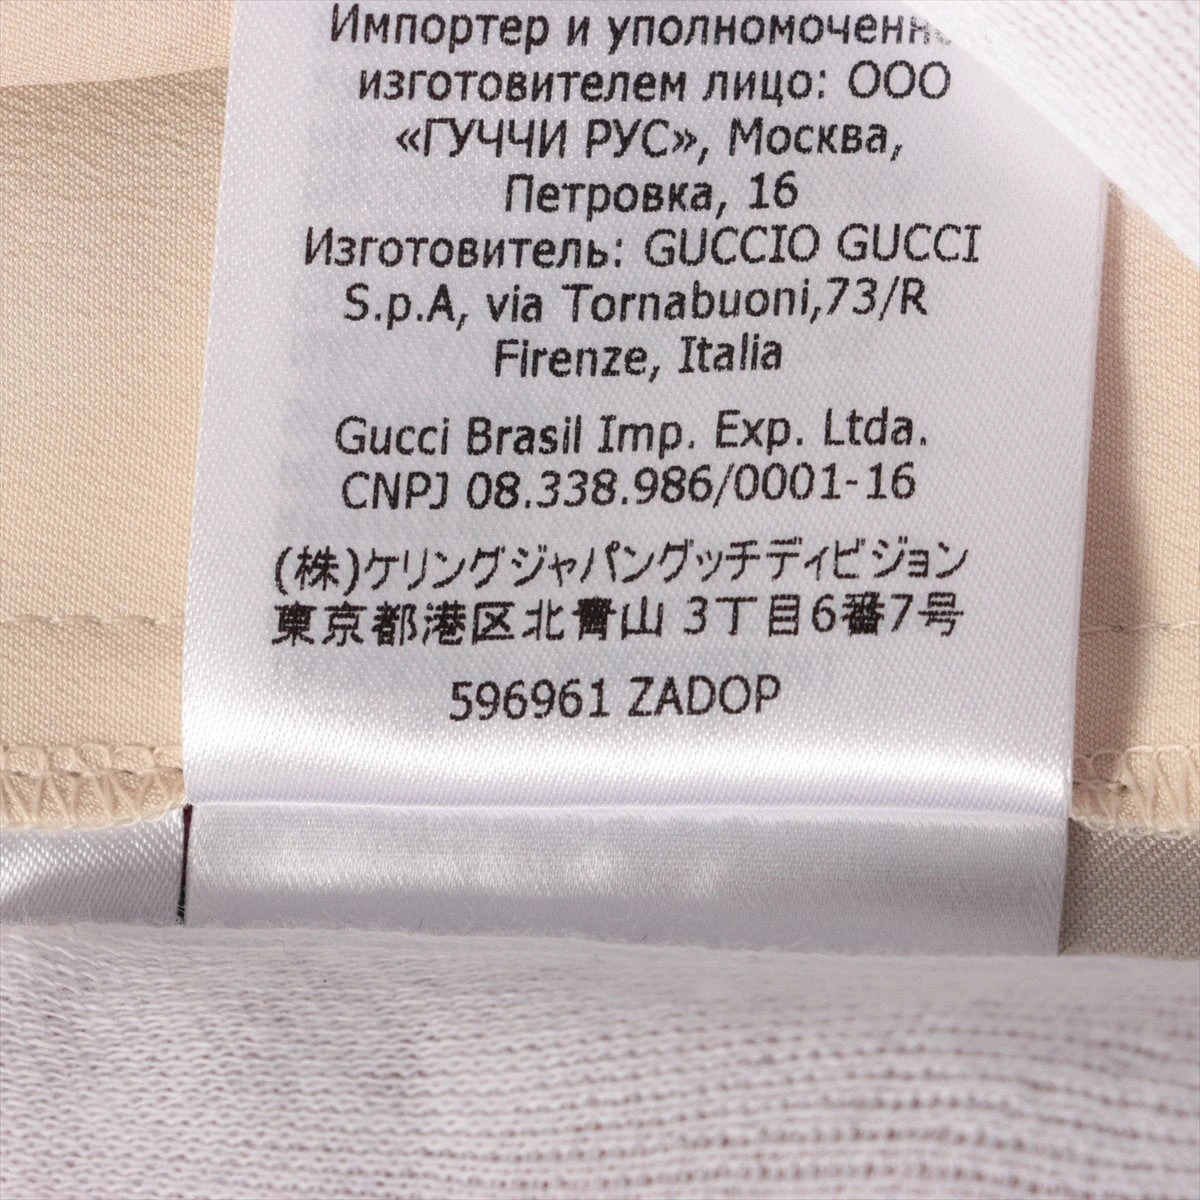 Импортер и уполномоченное
изготовителем лицо: ООО
«ГУЧЧИ РУС», Москва,
Петровка, 16
Изготовитель: GUCCIO GUCCI
S.p.A, via Tornabuoni,73/R
Firenze, Italia
Gucci Brasil Imp. Exp. Ltda.
CNPJ 08.338.986/0001-16
(株)ケリングジャパングッチディビジョン
東京都港区北青山 3丁目6番7号
596961 ZADOP